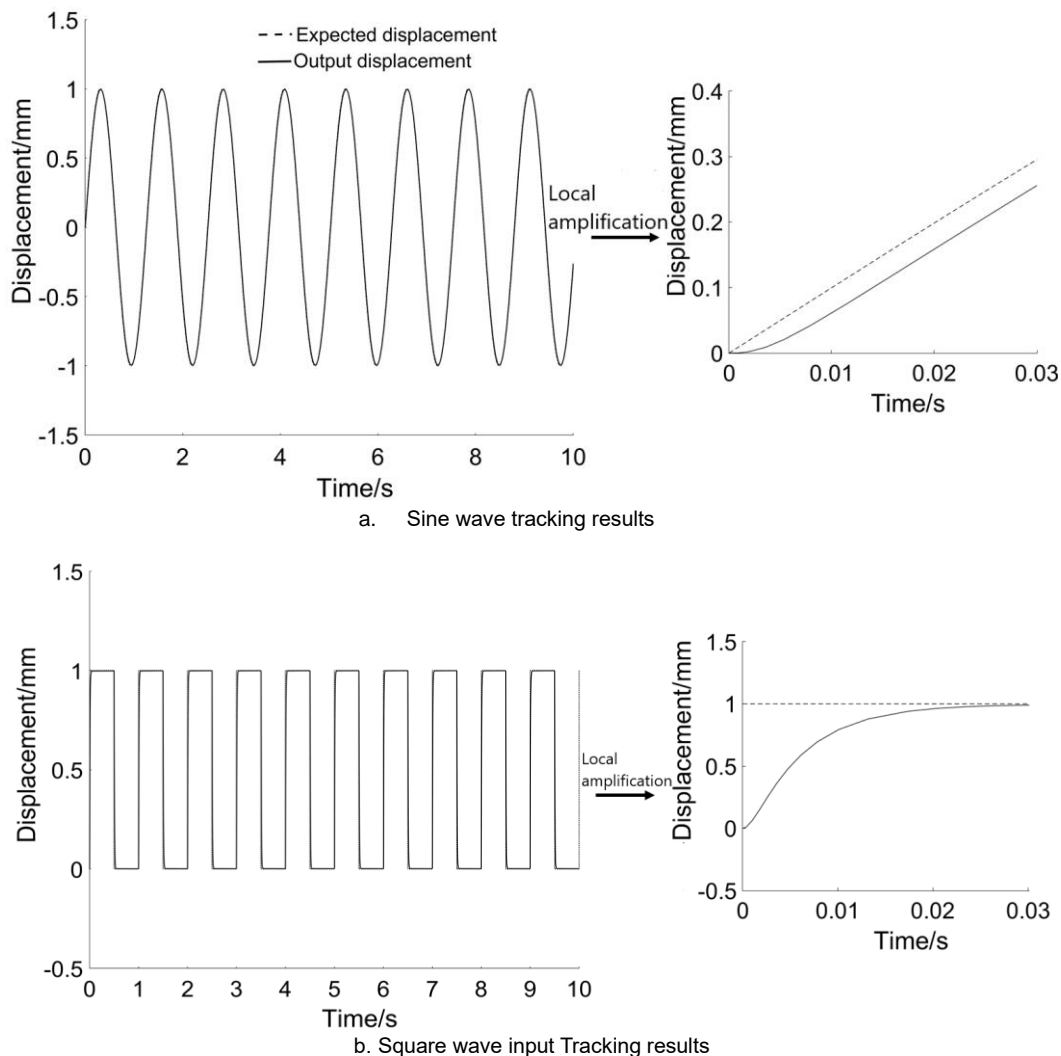 1.5
1
0.5
0
-0.5
-1
-1.5
Displacement/mm
Expected displacement
Output displacement
0 2 4 6 8 10
Time/s
Local
amplification
0.4
0.3
0.2
0.1
0
Displacement/mm
0 0.01 0.02 0.03
Time/s
a. Sine wave tracking results
1.5
1
0.5
0
-0.5
Displacement/mm
0 1 2 3 4 5 6 7 8 9 10
Time/s
Local
amplification
1.5
1
0.5
0
-0.5
Displacement/mm
0 0.01 0.02 0.03
Time/s
b. Square wave input Tracking results